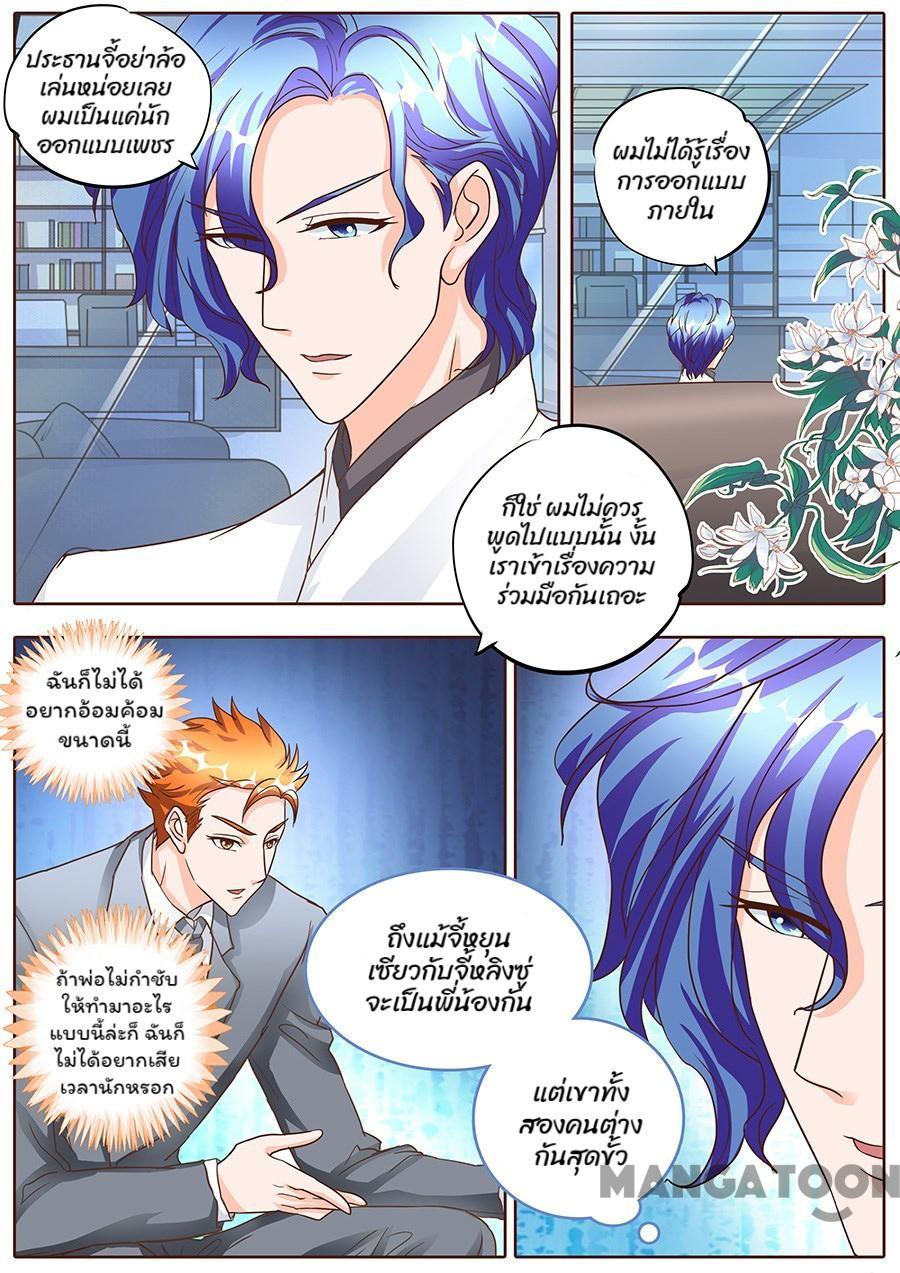 ประธานจี้อย่าล้อ
เล่นหน่อยเลย
ผมเป็นแค่นัก
ออกแบบเพชร
ผมไม่ได้รู้เรื่อง
การออกแบบ
ภายใน
ก็ใช่ ผมไม่ควร
พูดไปแบบนั้น งั้น
เราเข้าเรื่องความ
ร่วมมือกันเถอะ
ฉันก็ไม่ได้
อยากอ้อมค้อม
ขนาดนี้
ถ้าพ่อไม่กำชับ
ให้ทำมาอะไร
แบบนี้ล่ะก็ ฉันก็
ไม่ได้อยากเสีย
เวลานักหรอก
ถึงแม้จี้หยุน
เซียวกับจี้หลิงซู่
จะเป็นพี่น้องกัน
แต่เขาทั้ง
สองคนต่าง
กันสุดขั้ว
MANGATOON